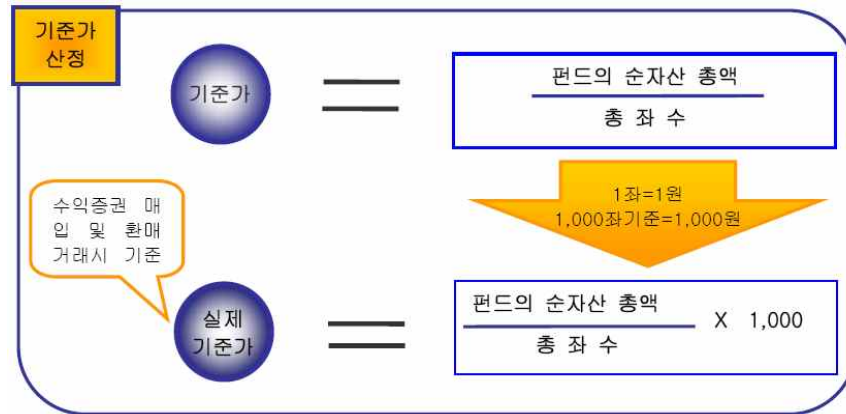 기준가
산정
기준가
펀드의 순자산 총액
총 좌 수
1좌=1원
1,000좌기준=1,000원
수익증권 매
입 및 환매
거래시 기준
실제
기준가
펀드의 순자산 총액
총 좌 수
X 1,000